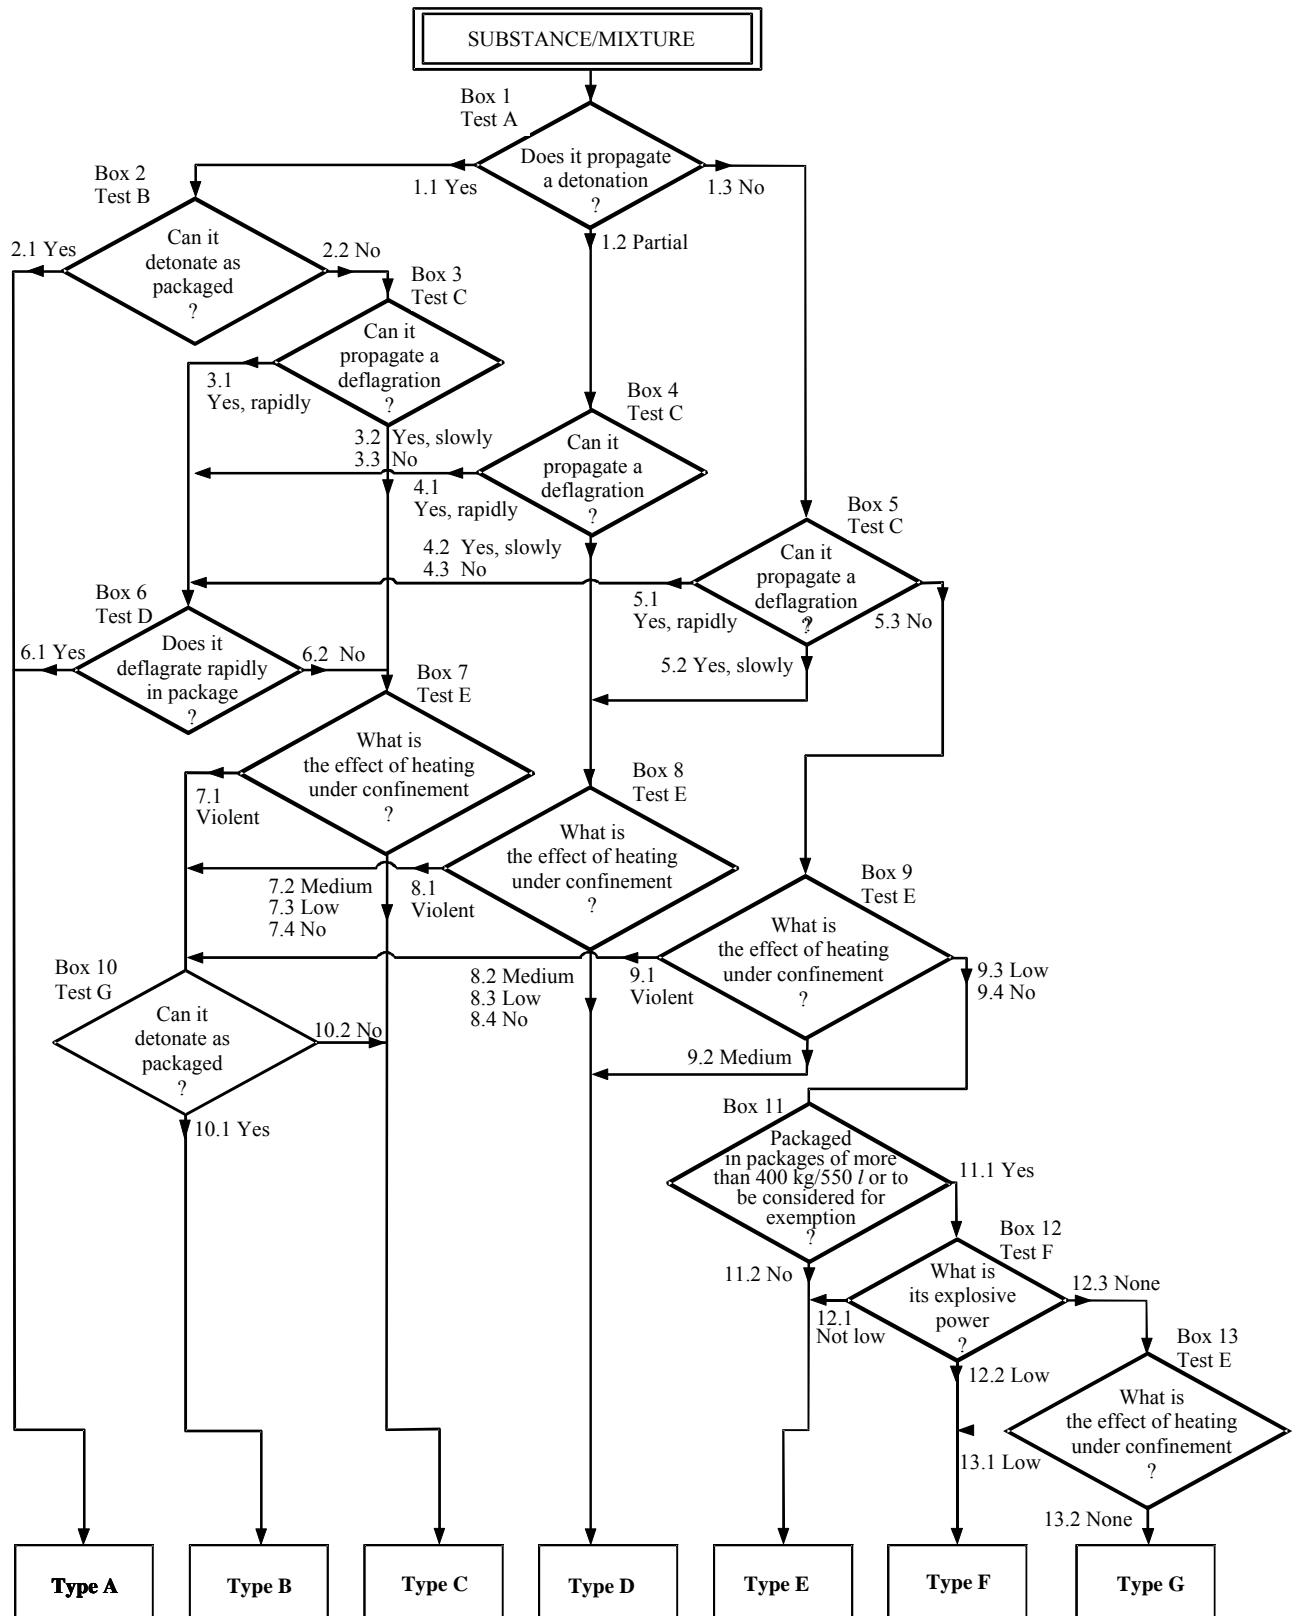 SUBSTANCE/MIXTURE
Box 1
Test A
Does it propagate
a detonation
?
1.1 Yes
1.3 No
1.2 Partial
Box 2
Test B
Can it
detonate as
packaged
?
2.1 Yes
2.2 No
Box 3
Test C
Can it
propagate a
deflagration
?
3.1
Yes, rapidly
3.2 Yes, slowly
3.3 No
Box 4
Test C
Can it
propagate a
deflagration
?
4.1
Yes, rapidly
4.2 Yes, slowly
4.3 No
Box 5
Test C
Can it
propagate a
deflagration
?
5.1
Yes, rapidly
5.3 No
5.2 Yes, slowly
Box 6
Test D
Does it
deflagrate rapidly
in package
?
6.1 Yes
6.2 No
Box 7
Test E
What is
the effect of heating
under confinement
?
7.1
Violent
7.2 Medium
7.3 Low
7.4 No
Box 8
Test E
What is
the effect of heating
under confinement
?
8.1
Violent
8.2 Medium
8.3 Low
8.4 No
Box 9
Test E
What is
the effect of heating
under confinement
?
9.1
Violent
9.3 Low
9.4 No
9.2 Medium
Box 10
Test G
Can it
detonate as
packaged
?
10.2 No
10.1 Yes
Box 11
Packaged
in packages of more
than 400 kg/550 l or to
be considered for
exemption
?
11.1 Yes
11.2 No
Box 12
Test F
What is
its explosive
power
?
12.1
Not low
12.3 None
12.2 Low
Box 13
Test E
What is
the effect of heating
under confinement
?
13.1 Low
13.2 None
Type A
Type B
Type C
Type D
Type E
Type F
Type G